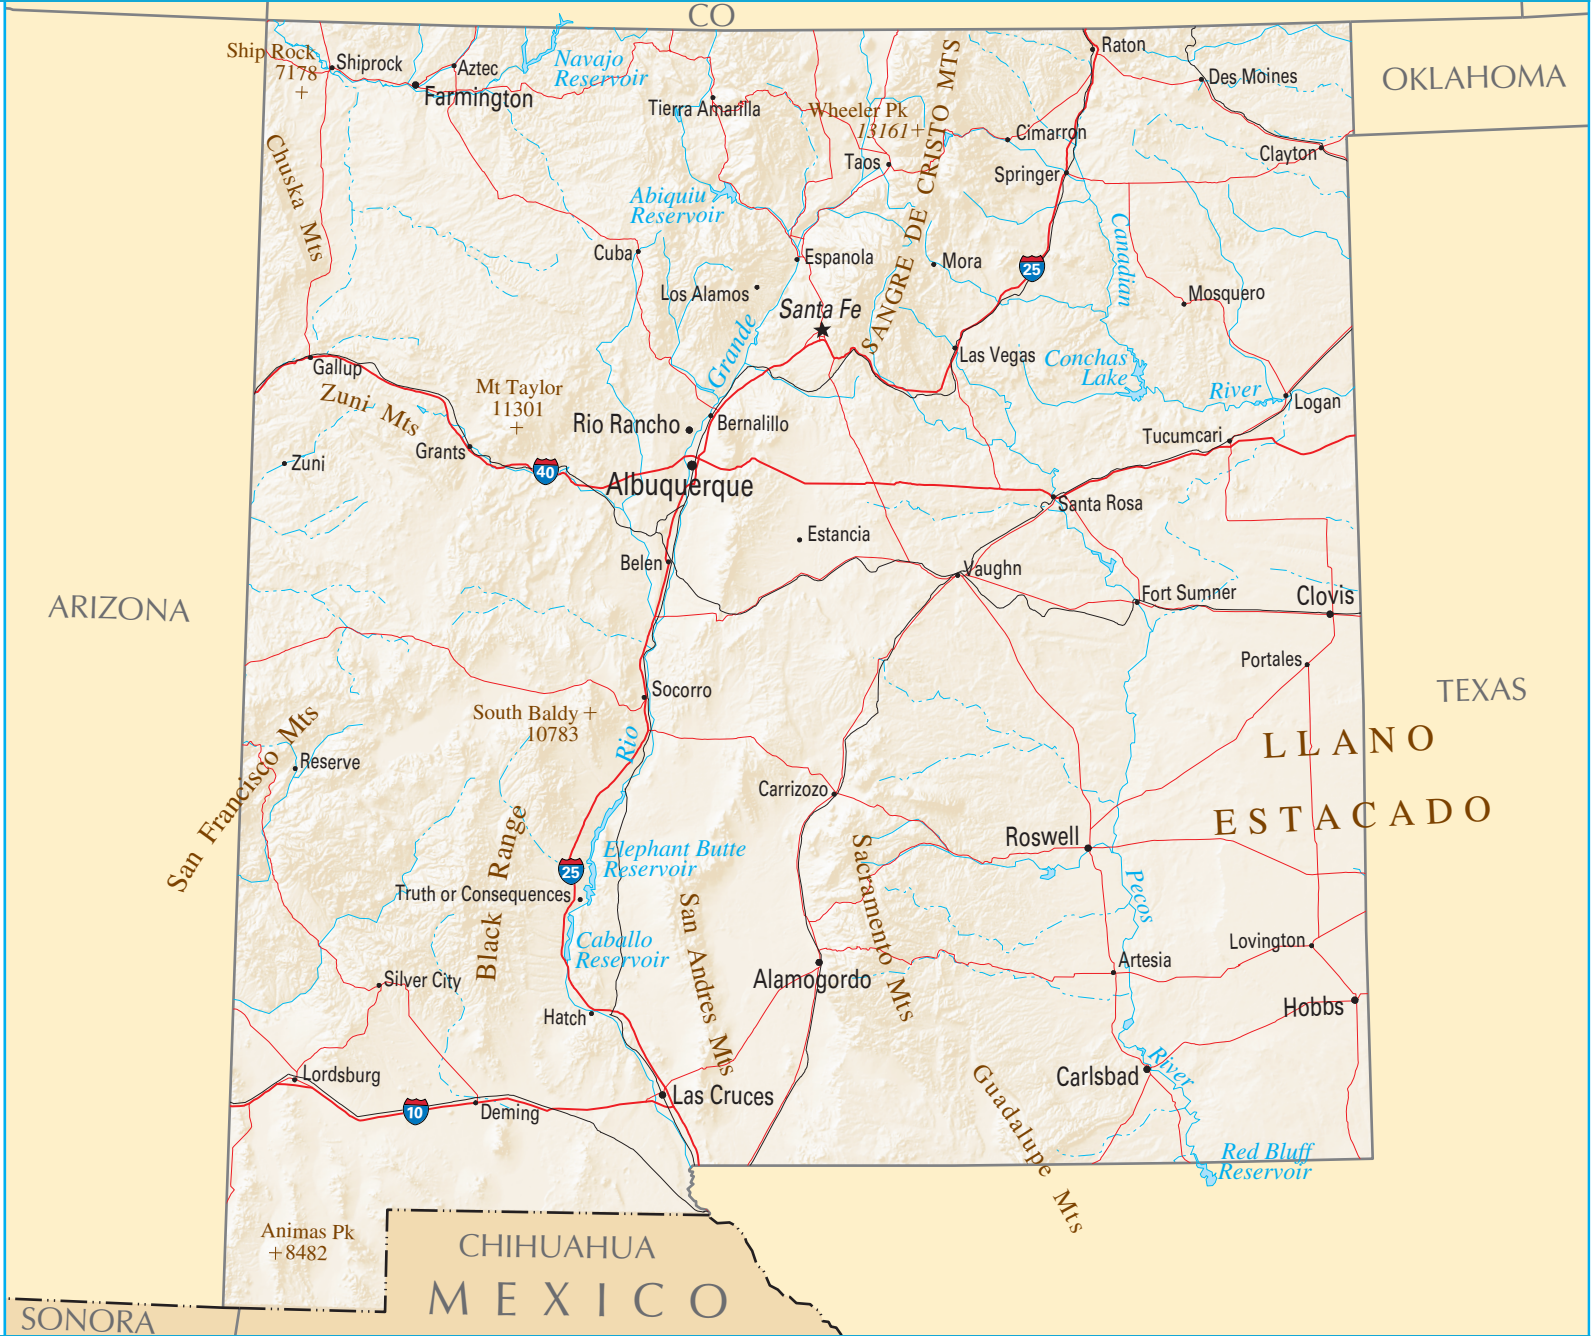 CO
OKLAHOMA
Ship Rock
7178
Shiprock
Aztec
Farmington
Navajo
Reservoir
Tierra Amarilla
Wheeler Pk
13161
SANGRE DE CRISTO MTS
Raton
Des Moines
Cimarron
Clayton
Taos
Springer
Chuska Mts
Abiquiu
Reservoir
Cuba
Espanola
Mora
25
Canadian
Los Alamos
Mosquero
Santa Fe
Grande
Las Vegas
Conchas
Lake
River
Logan
Gallup
Zuni Mts
Mt Taylor
11301
Rio Rancho
Bernalillo
Tucumcari
Grants
Zuni
40
Albuquerque
Santa Rosa
Estancia
Belen
Vaughn
Fort Sumner
Clovis
ARIZONA
Portales
TEXAS
Socorro
South Baldy
10783
Rio
LLANO
ESTACADO
San Francisco Mts
Reserve
Carrizozo
Roswell
Black Range
Elephant Butte
Reservoir
25
Truth or Consequences
Sacramento Mts
Pecos
San Andres Mts
Caballo
Reservoir
Lovington
Artesia
Silver City
Alamogordo
Hobbs
Hatch
River
Lordsburg
Carlsbad
Las Cruces
10
Deming
Guadalupe Mts
Red Bluff
Reservoir
Animas Pk
8482
CHIHUAHUA
MEXICO
SONORA